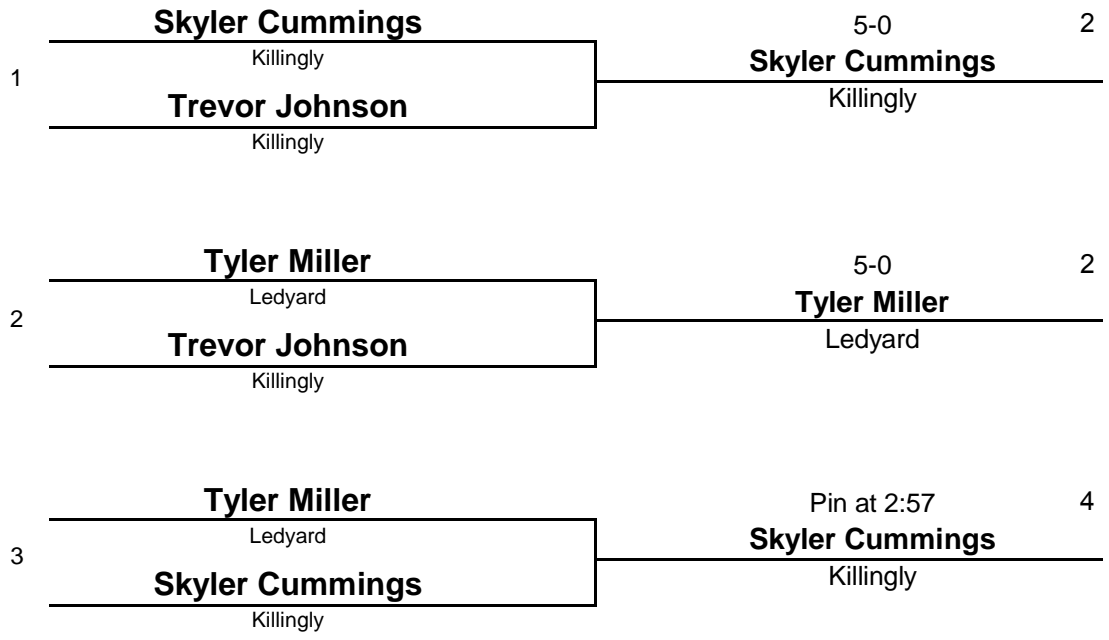 Skyler Cummings
Killingly
1
Trevor Johnson
Killingly
5-0 2
Skyler Cummings
Killingly
Tyler Miller
Ledyard
2
Trevor Johnson
Killingly
5-0 2
Tyler Miller
Ledyard
Tyler Miller
Ledyard
3
Skyler Cummings
Killingly
Pin at 2:57 4
Skyler Cummings
Killingly